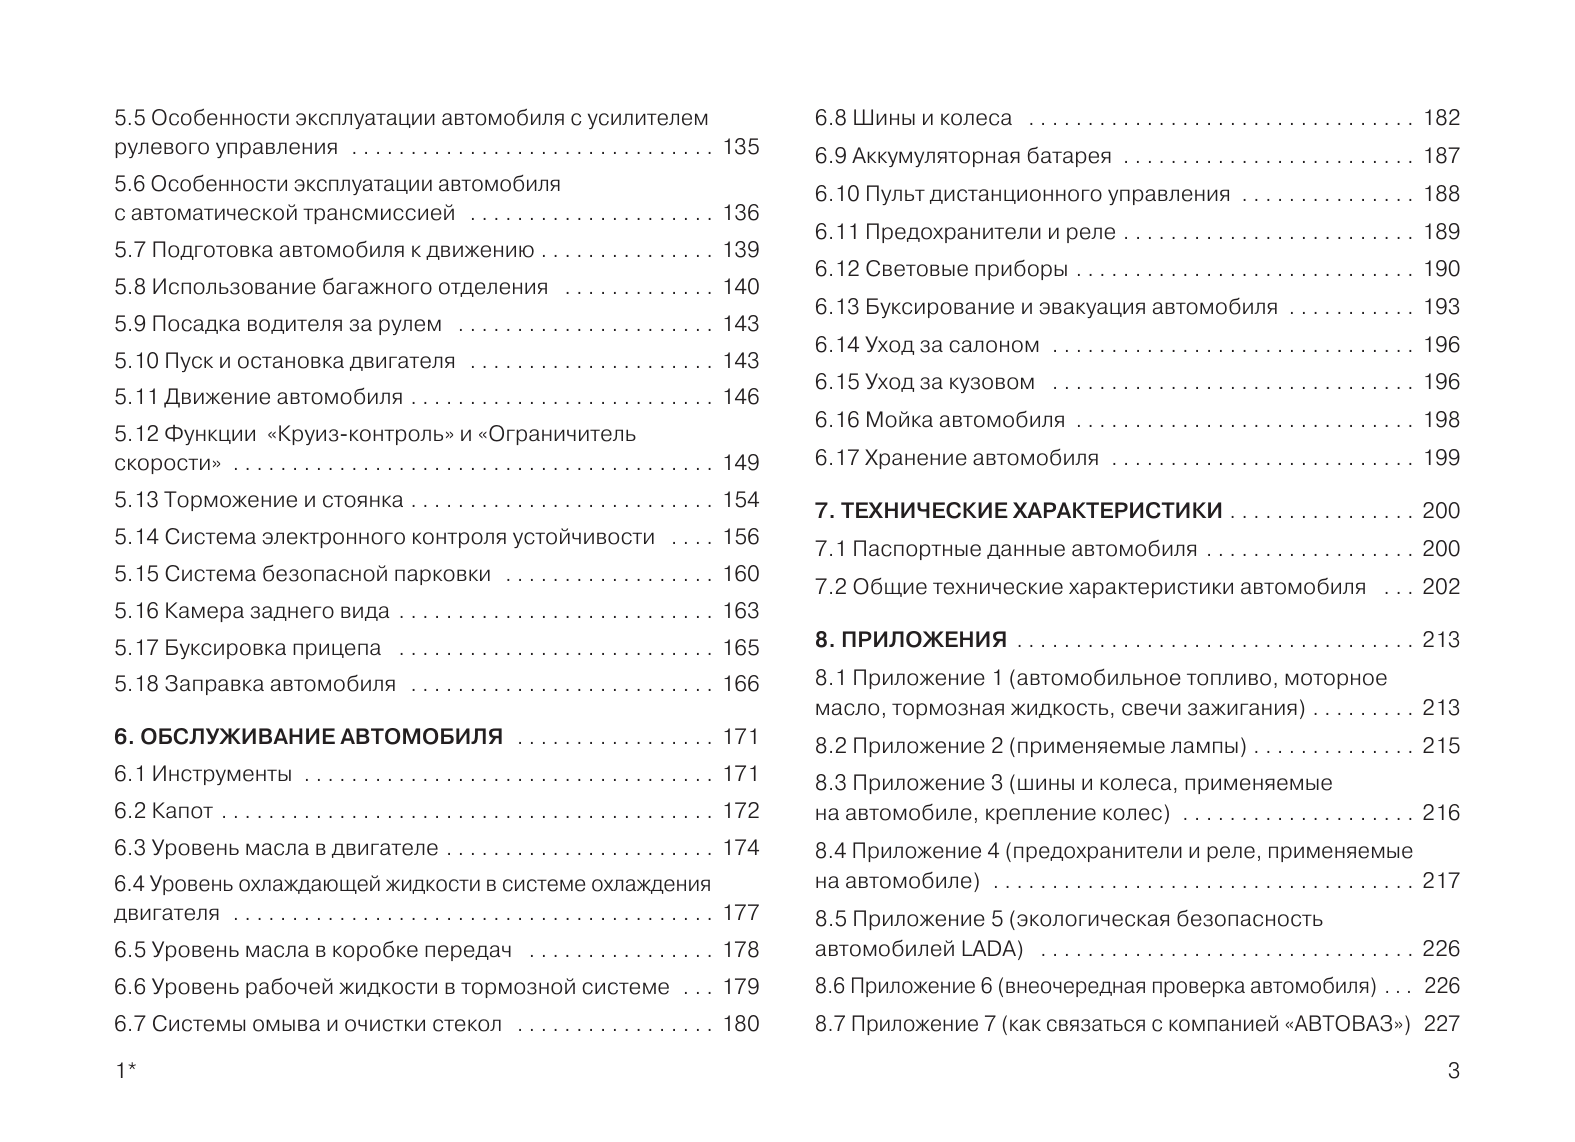 5.5 Особенности эксплуатации автомобиля с усилителем
рулевого управления . . . . . . . . . . . . . . . . . . . . . . . . . . . . . . . 135
5.6 Особенности эксплуатации автомобиля
с автоматической трансмиссией . . . . . . . . . . . . . . . . . . . . . 136
5.7 Подготовка автомобиля к движению . . . . . . . . . . . . . . . 139
5.8 Использование багажного отделения . . . . . . . . . . . . . 140
5.9 Посадка водителя за рулем . . . . . . . . . . . . . . . . . . . . . . 143
5.10 Пуск и остановка двигателя . . . . . . . . . . . . . . . . . . . . . 143
5.11 Движение автомобиля . . . . . . . . . . . . . . . . . . . . . . . . . . 146
5.12 Функции «Круиз-контроль» и «Ограничитель
скорости» . . . . . . . . . . . . . . . . . . . . . . . . . . . . . . . . . . . . . . . . . 149
5.13 Торможение и стоянка . . . . . . . . . . . . . . . . . . . . . . . . . . 154
5.14 Система электронного контроля устойчивости . . . . 156
5.15 Система безопасной парковки . . . . . . . . . . . . . . . . . . 160
5.16 Камера заднего вида . . . . . . . . . . . . . . . . . . . . . . . . . . . 163
5.17 Буксировка прицепа . . . . . . . . . . . . . . . . . . . . . . . . . . . 165
5.18 Заправка автомобиля . . . . . . . . . . . . . . . . . . . . . . . . . . 166
6. ОБСЛУЖИВАНИЕ АВТОМОБИЛЯ . . . . . . . . . . . . . . . . . 171
6.1 Инструменты . . . . . . . . . . . . . . . . . . . . . . . . . . . . . . . . . . . 171
6.2 Капот . . . . . . . . . . . . . . . . . . . . . . . . . . . . . . . . . . . . . . . . . . 172
6.3 Уровень масла в двигателе . . . . . . . . . . . . . . . . . . . . . . . 174
6.4 Уровень охлаждающей жидкости в системе охлаждения
двигателя . . . . . . . . . . . . . . . . . . . . . . . . . . . . . . . . . . . . . . . . . 177
6.5 Уровень масла в коробке передач . . . . . . . . . . . . . . . . 178
6.6 Уровень рабочей жидкости в тормозной системе . . . 179
6.7 Системы омыва и очистки стекол . . . . . . . . . . . . . . . . . 180
1*
6.8 Шины и колеса . . . . . . . . . . . . . . . . . . . . . . . . . . . . . . . . . 182
6.9 Аккумуляторная батарея . . . . . . . . . . . . . . . . . . . . . . . . . 187
6.10 Пульт дистанционного управления . . . . . . . . . . . . . . . 188
6.11 Предохранители и реле . . . . . . . . . . . . . . . . . . . . . . . . . 189
6.12 Световые приборы . . . . . . . . . . . . . . . . . . . . . . . . . . . . . 190
6.13 Буксирование и эвакуация автомобиля . . . . . . . . . . . 193
6.14 Уход за салоном . . . . . . . . . . . . . . . . . . . . . . . . . . . . . . . 196
6.15 Уход за кузовом . . . . . . . . . . . . . . . . . . . . . . . . . . . . . . . 196
6.16 Мойка автомобиля . . . . . . . . . . . . . . . . . . . . . . . . . . . . . 198
6.17 Хранение автомобиля . . . . . . . . . . . . . . . . . . . . . . . . . . 199
7. ТЕХНИЧЕСКИЕ ХАРАКТЕРИСТИКИ . . . . . . . . . . . . . . . . 200
7.1 Паспортные данные автомобиля . . . . . . . . . . . . . . . . . . 200
7.2 Общие технические характеристики автомобиля . . . 202
8. ПРИЛОЖЕНИЯ . . . . . . . . . . . . . . . . . . . . . . . . . . . . . . . . . . 213
8.1 Приложение 1 (автомобильное топливо, моторное
масло, тормозная жидкость, свечи зажигания) . . . . . . . . . 213
8.2 Приложение 2 (применяемые лампы) . . . . . . . . . . . . . . 215
8.3 Приложение 3 (шины и колеса, применяемые
на автомобиле, крепление колес) . . . . . . . . . . . . . . . . . . . . 216
8.4 Приложение 4 (предохранители и реле, применяемые
на автомобиле) . . . . . . . . . . . . . . . . . . . . . . . . . . . . . . . . . . . . 217
8.5 Приложение 5 (экологическая безопасность
автомобилей LADA) . . . . . . . . . . . . . . . . . . . . . . . . . . . . . . . . 226
8.6 Приложение 6 (внеочередная проверка автомобиля) . . . 226
8.7 Приложение 7 (как связаться с компанией «АВТОВАЗ») 227
3